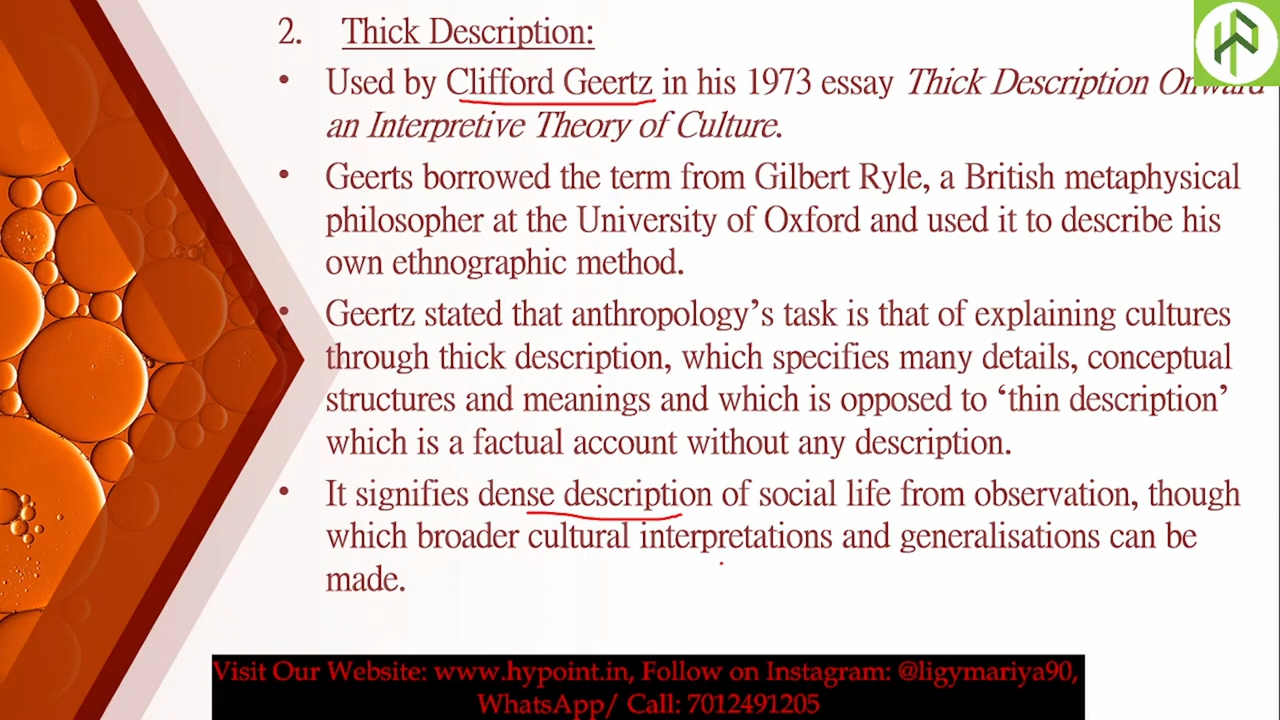 2. Thick Description:
• Used by Clifford Geertz in his 1973 essay Thick Description Onward
an Interpretive Theory of Culture.
• Geerts borrowed the term from Gilbert Ryle, a British metaphysical
philosopher at the University of Oxford and used it to describe his
own ethnographic method.
• Geertz stated that anthropology’s task is that of explaining cultures
through thick description, which specifies many details, conceptual
structures and meanings and which is opposed to ‘thin description’
which is a factual account without any description.
• It signifies dense description of social life from observation, though
which broader cultural interpretations and generalisations can be
made.
Visit Our Website: www.hypoint.in, Follow on Instagram: @ligymariya90,
WhatsApp/ Call: 7012491205